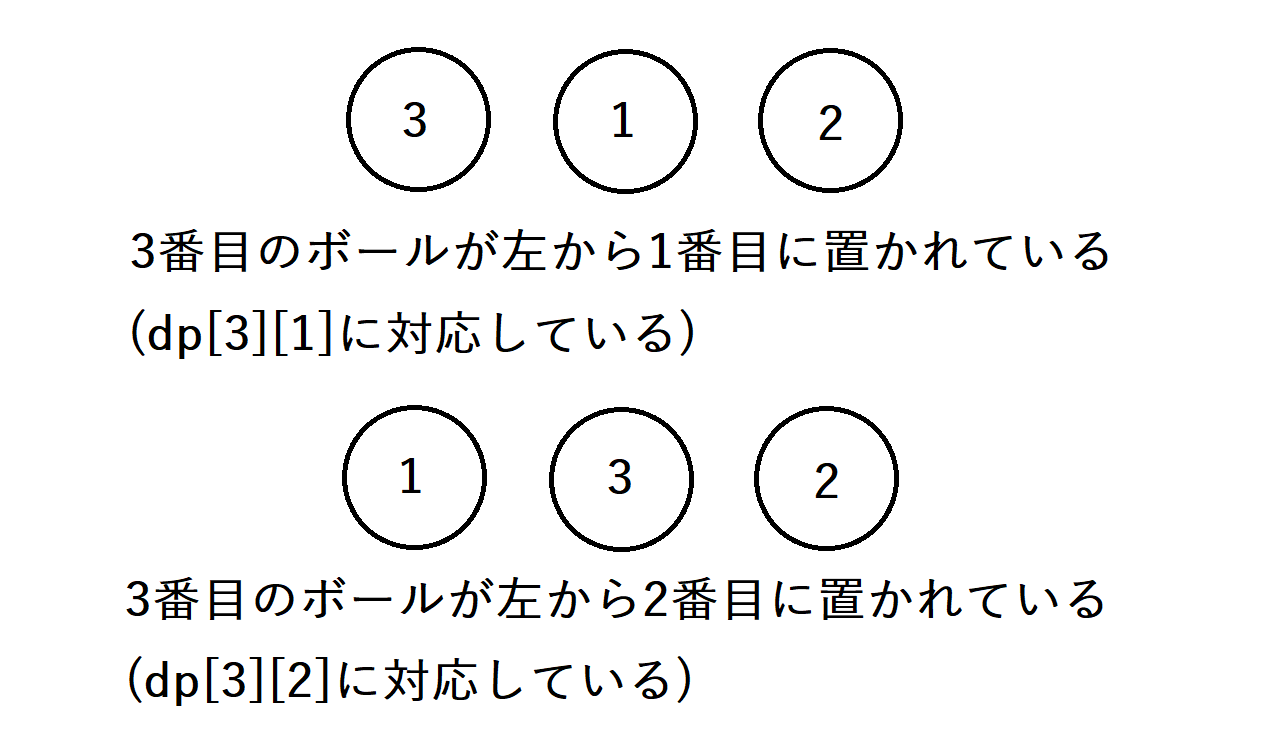 3 1 2
3番目のボールが左から1番目に置かれている
(dp[3][1]に対応している)
1 3 2
3番目のボールが左から2番目に置かれている
(dp[3][2]に対応している)